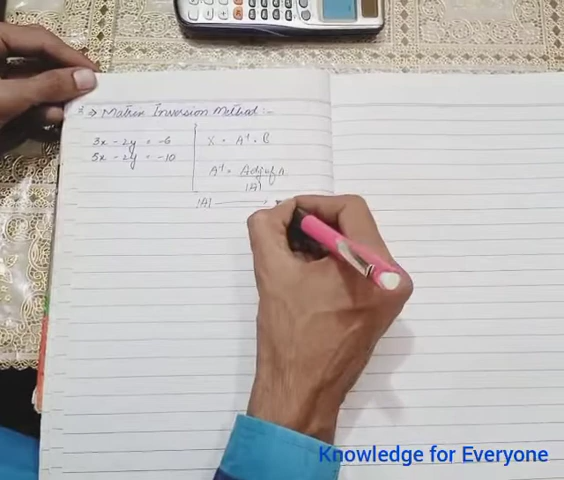 ⇒ Matrix Inversion Method :-
3x - 2y = -6
5x - 2y = -10
X = A⁻¹ · B
A⁻¹ = Adj of A
|A|
|A| ⟶
Knowledge for Everyone